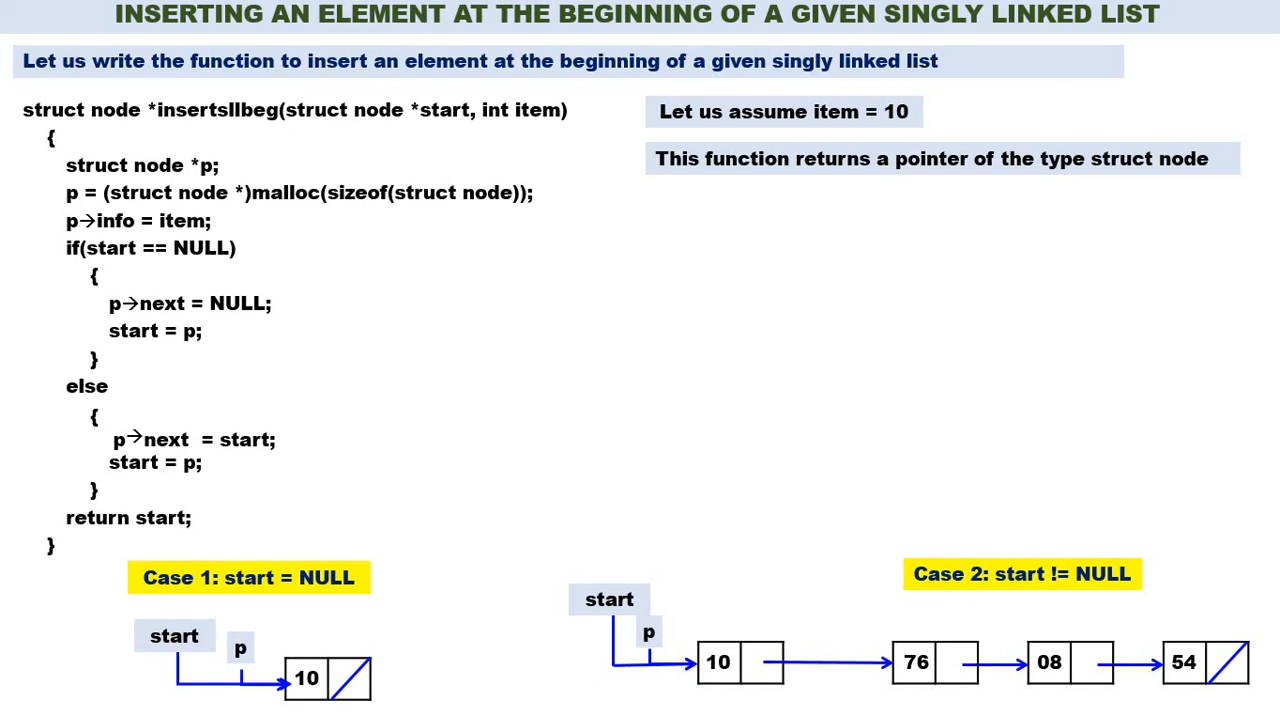 INSERTING AN ELEMENT AT THE BEGINNING OF A GIVEN SINGLY LINKED LIST
Let us write the function to insert an element at the beginning of a given singly linked list
struct node *insertsllbeg(struct node *start, int item)
{
struct node *p;
p = (struct node *)malloc(sizeof(struct node));
p→info = item;
if(start == NULL)
{
p→next = NULL;
start = p;
}
else
{
p→next = start;
start = p;
}
return start;
}
Let us assume item = 10
This function returns a pointer of the type struct node
Case 1: start = NULL
start
p
10
Case 2: start != NULL
start
p
10 76 08 54